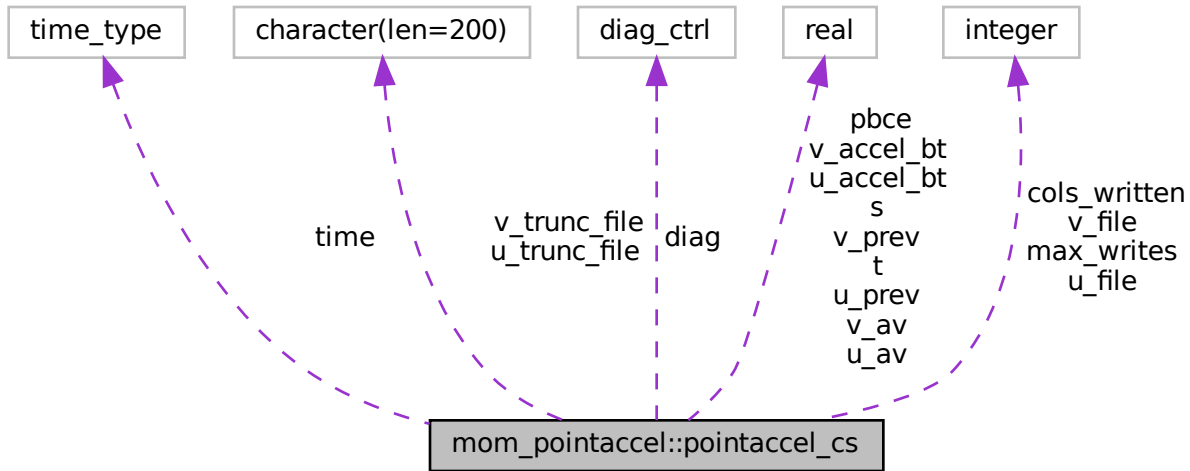 time_type
character(len=200)
diag_ctrl
real
integer
time
v_trunc_file
u_trunc_file
diag
pbce
v_accel_bt
u_accel_bt
s
v_prev
t
u_prev
v_av
u_av
cols_written
v_file
max_writes
u_file
mom_pointaccel::pointaccel_cs